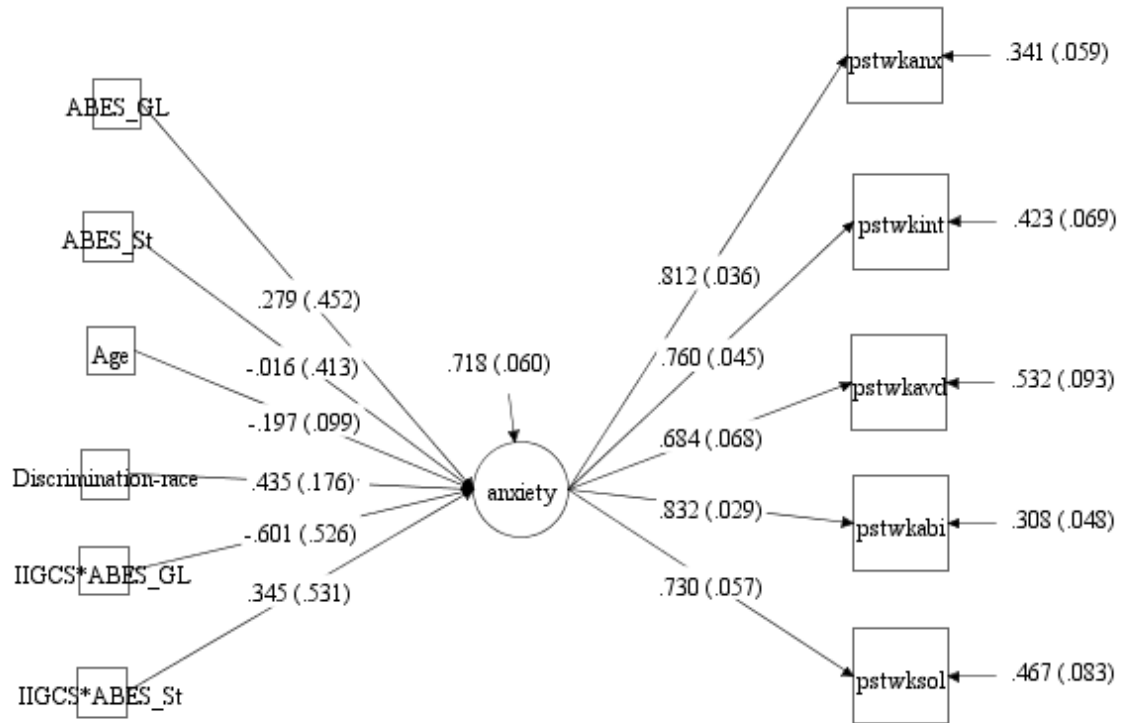 ABES_GL
ABES_St
Age
Discrimination-race
IIGCS*ABES_GL
IIGCS*ABES_St
.279 (.452)
-.016 (.413)
-.197 (.099)
.435 (.176)
-.601 (.526)
.345 (.531)
.718 (.060)
anxiety
.812 (.036)
.760 (.045)
.684 (.068)
.832 (.029)
.730 (.057)
pstwkanx
.341 (.059)
pstwkint
.423 (.069)
pstwkavd
.532 (.093)
pstwkabi
.308 (.048)
pstwksol
.467 (.083)